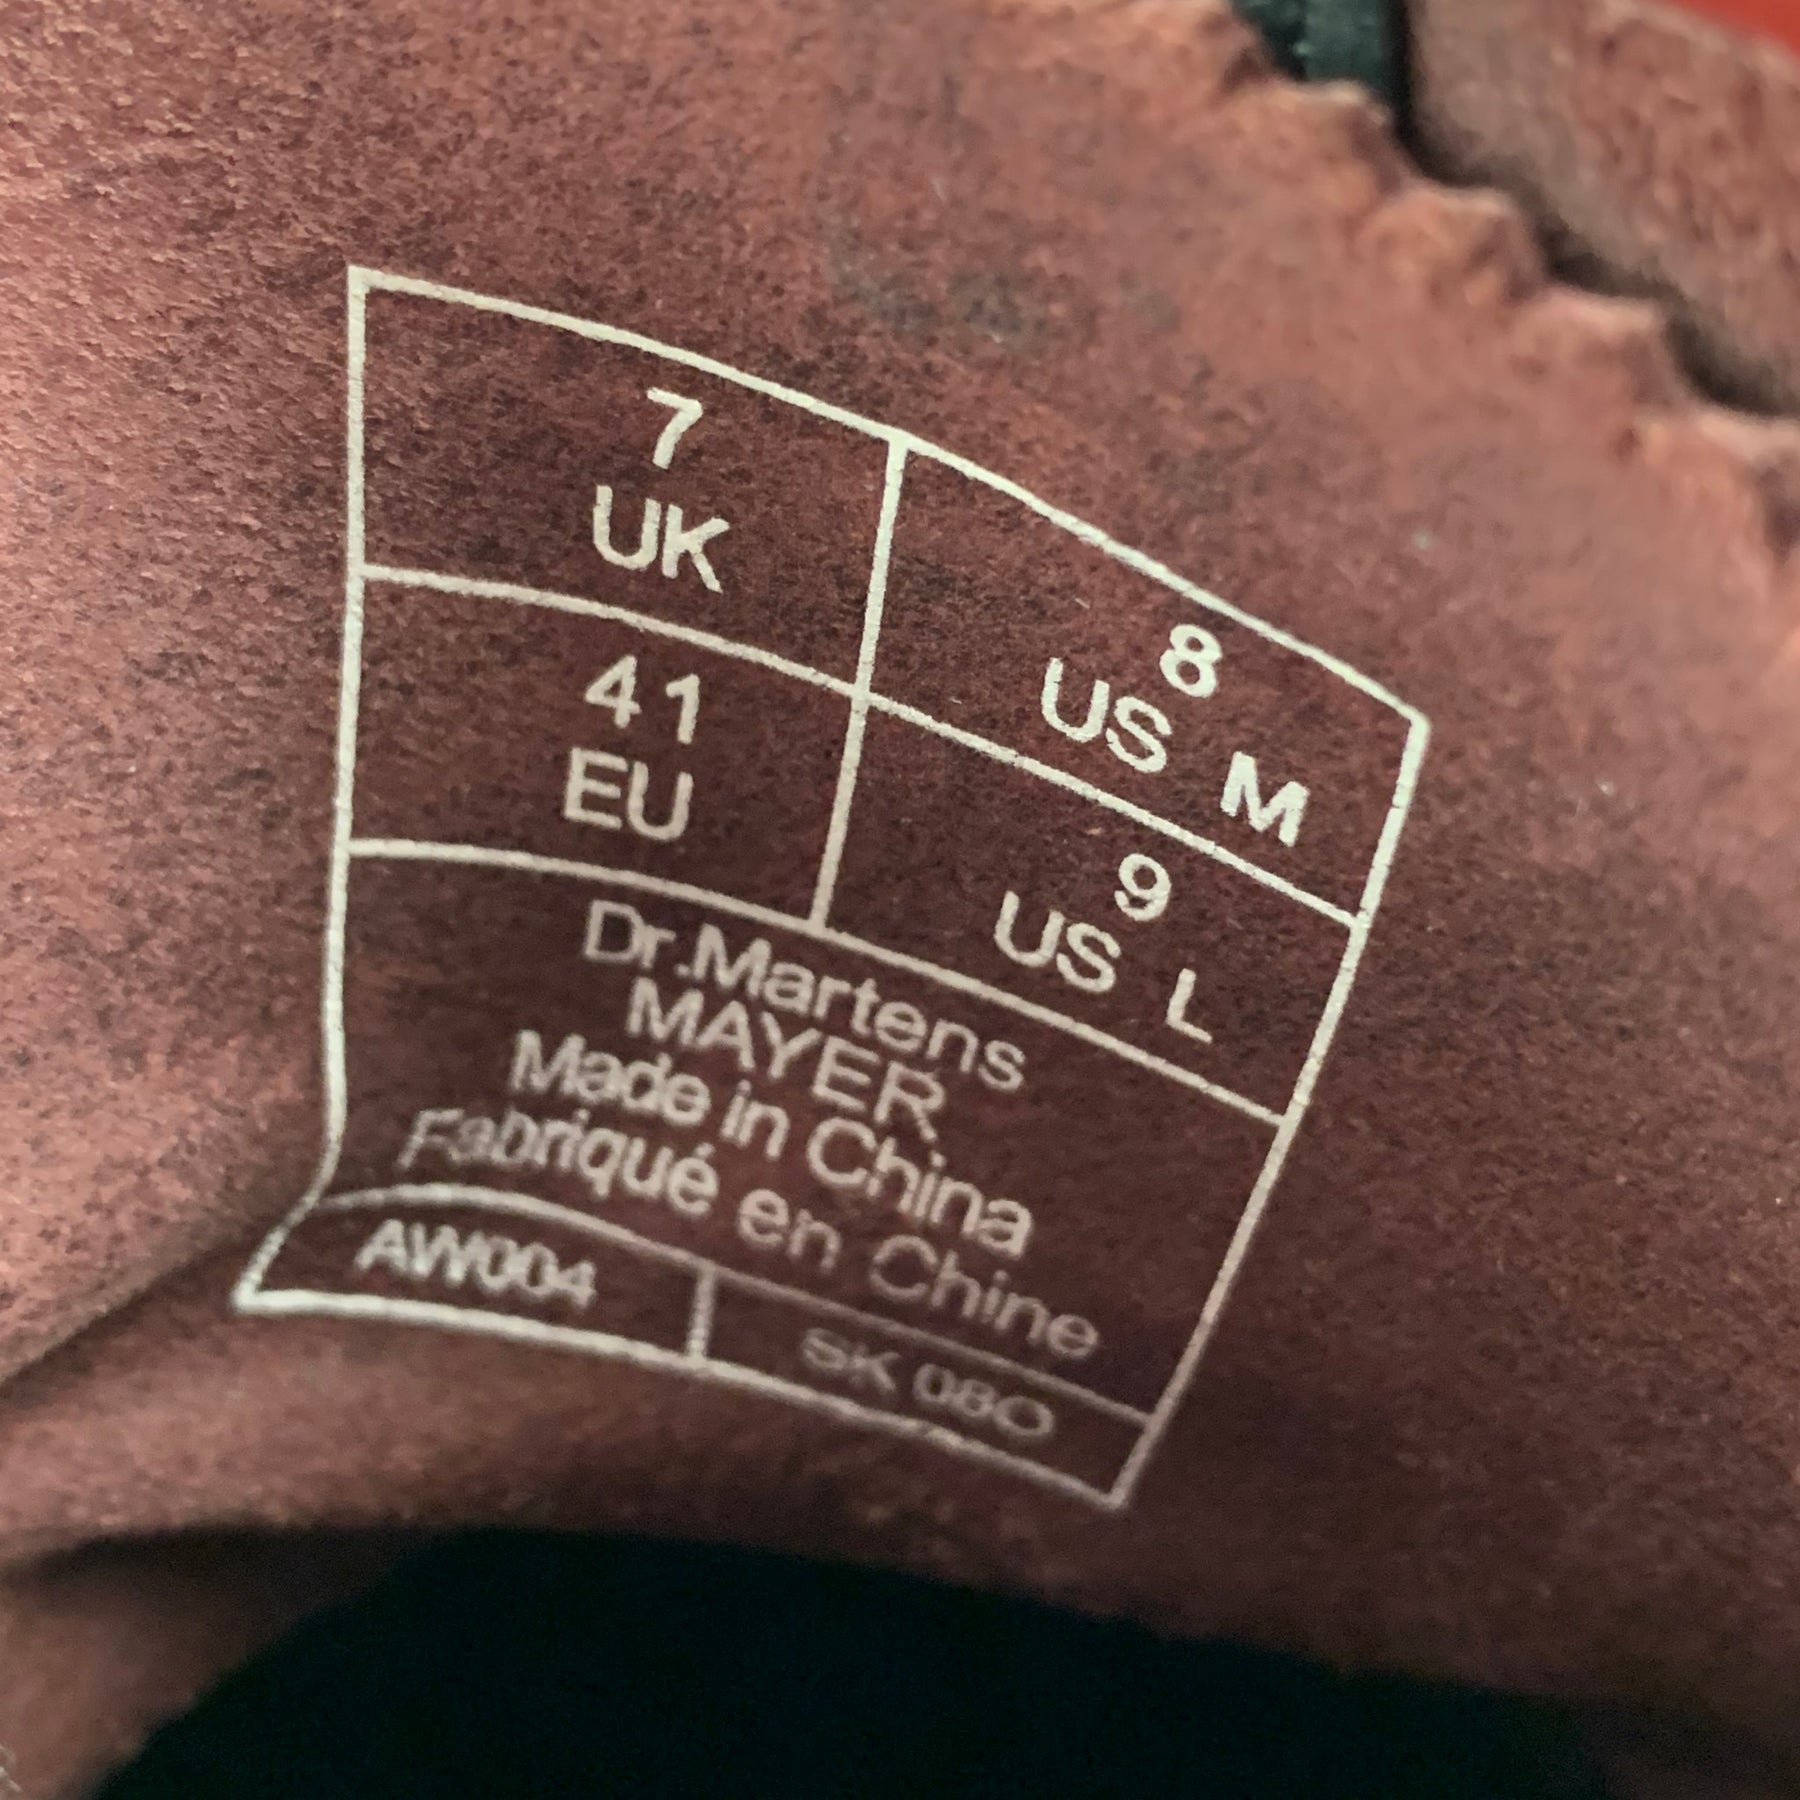 7
UK
8
US M
41
EU
9
US L
Dr.Martens
MAYER
Made in China
Fabriqué en Chine
AW004
SK 08O